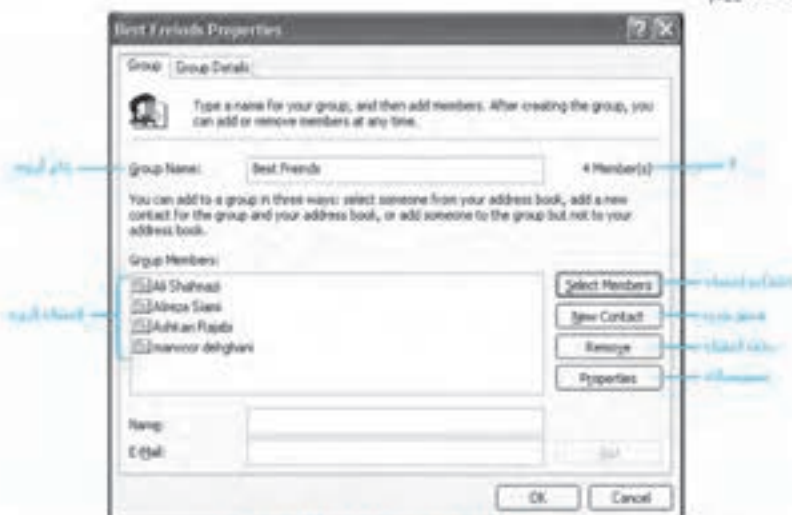 Best Freinds Properties
Group Group Details
Type a name for your group, and then add members. After creating the group, you
can add or remove members at any time.
Group Name: Best Friends 4 Member(s)
You can add to a group in three ways: select someone from your address book, add a new
contact for the group and your address book, or add someone to the group but not to your
address book.
Group Members:
Ali Shahnazi
Alireza Siami
Ashkan Rajabi
mansoor dehghani
Select Members
New Contact
Remove
Properties
Name:
E-Mail:
OK Cancel